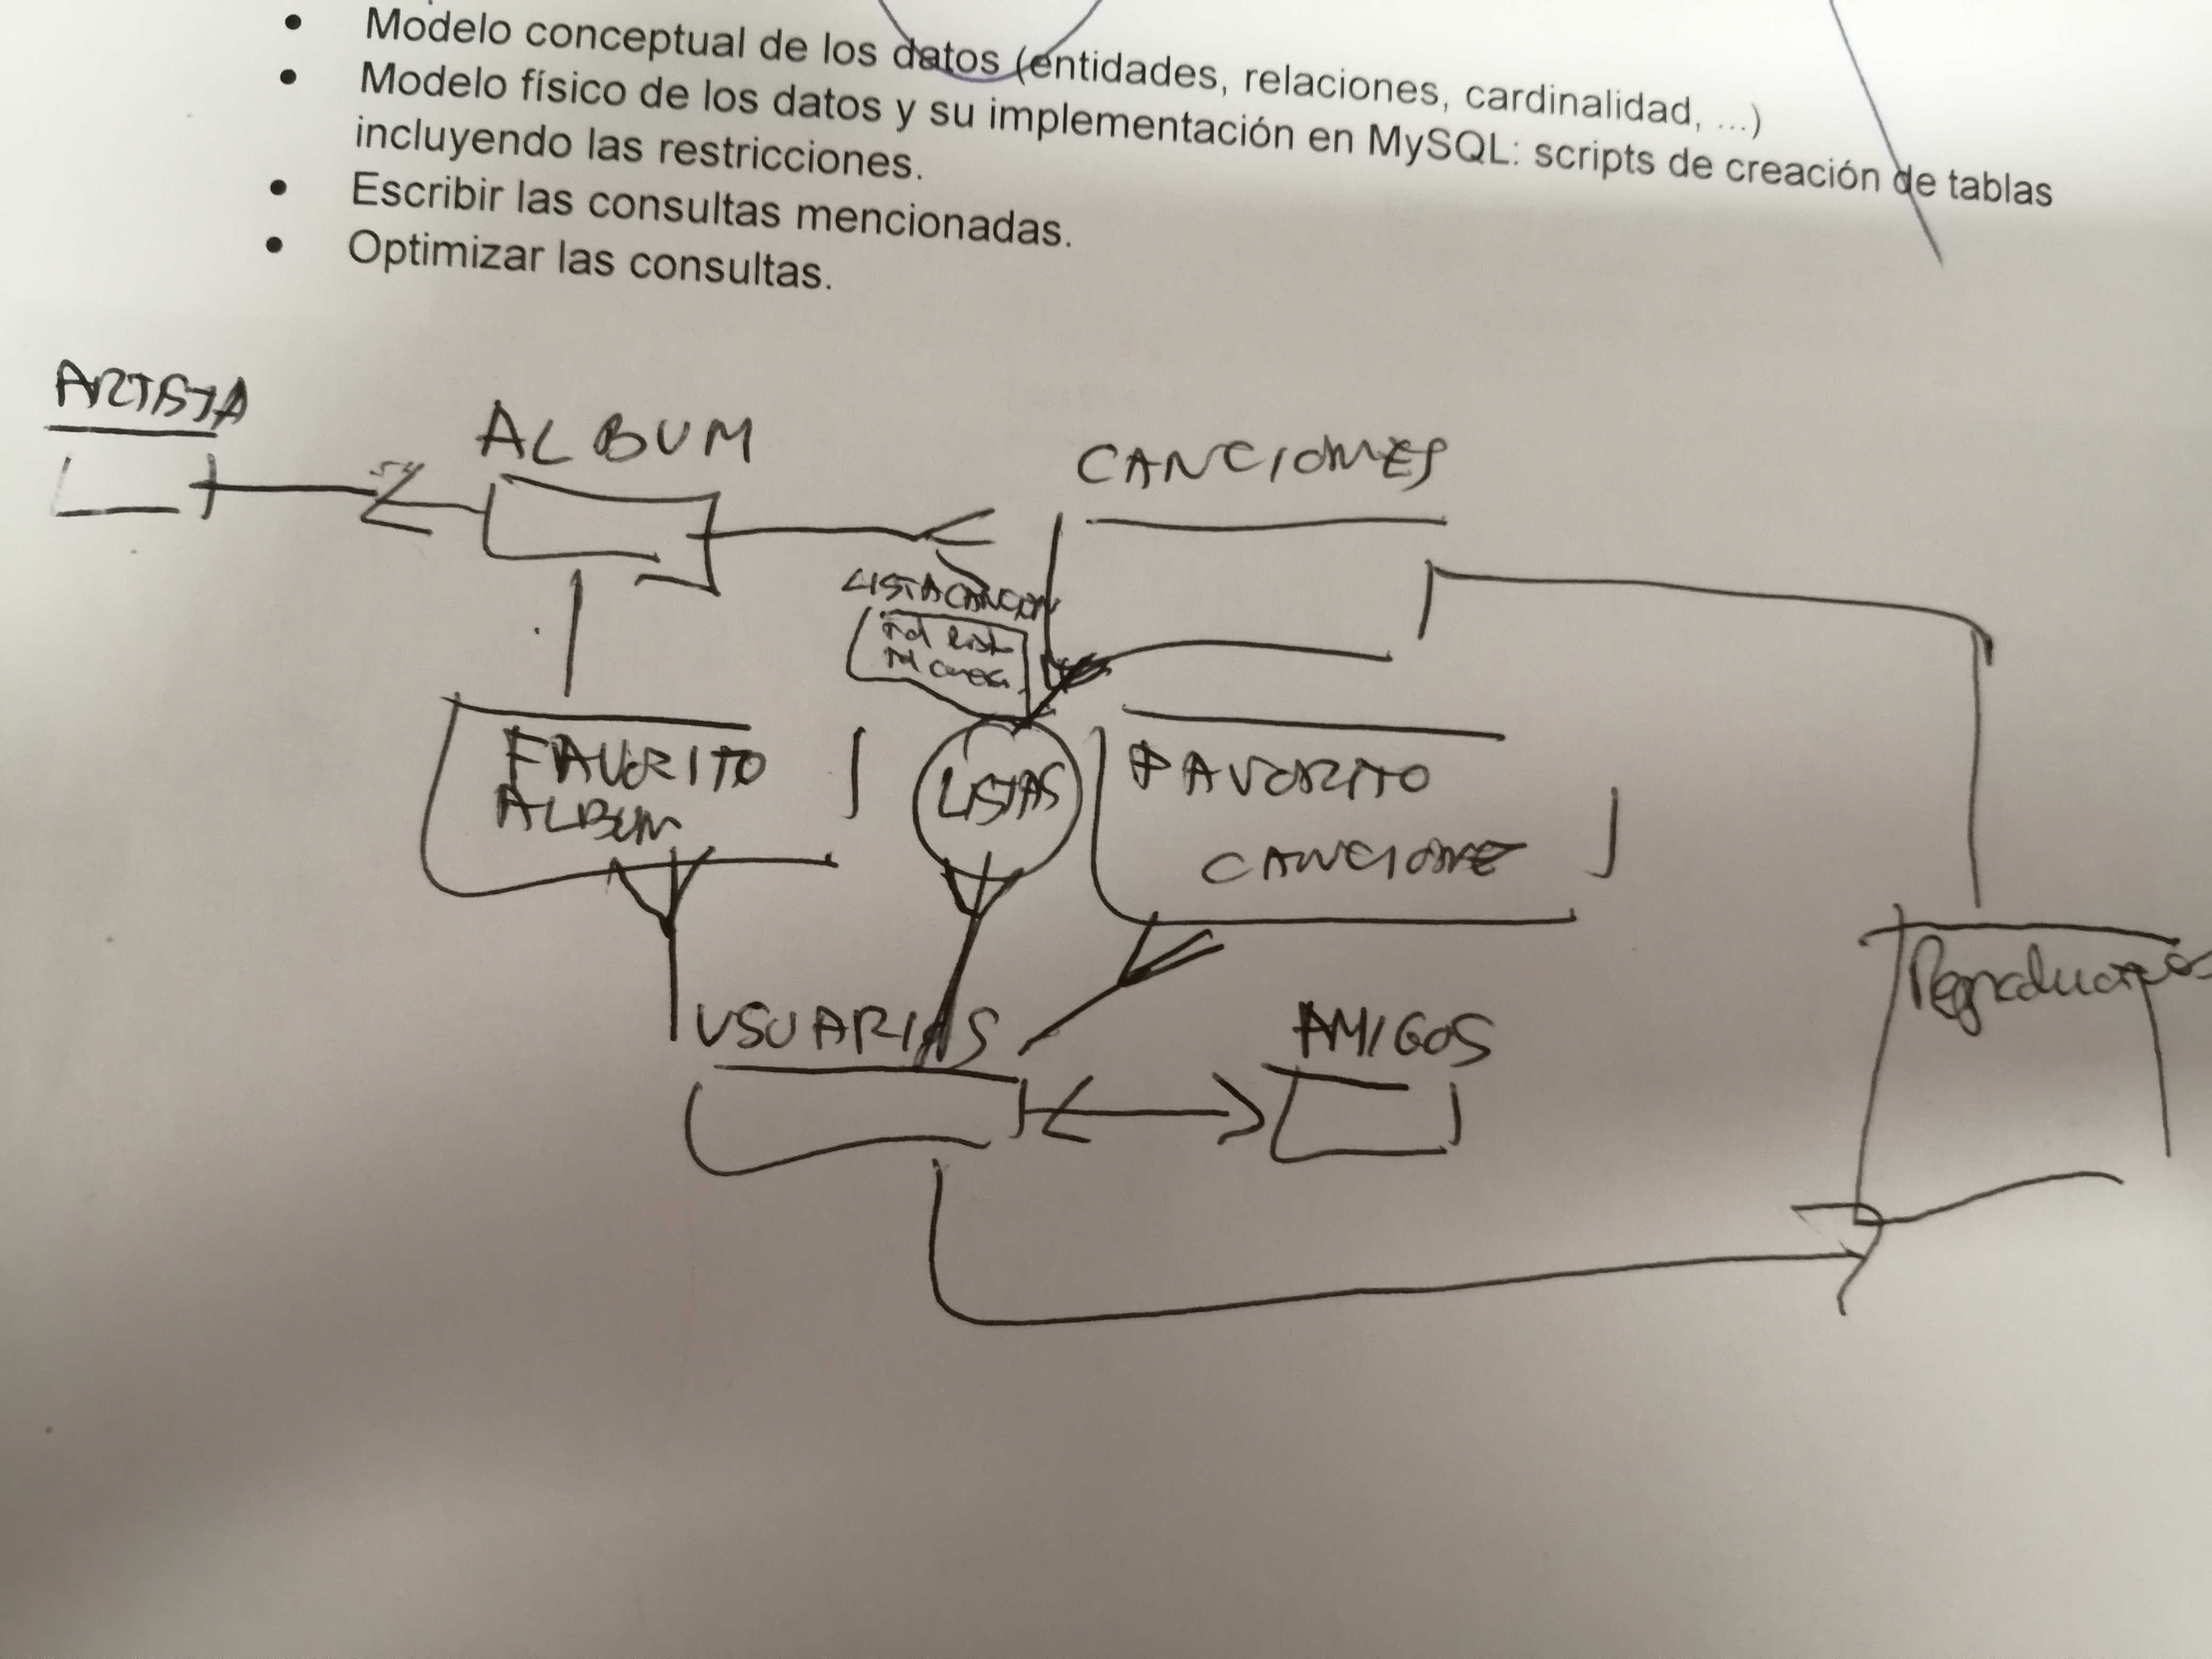 • Modelo conceptual de los datos (entidades, relaciones, cardinalidad, ...)
• Modelo físico de los datos y su implementación en MySQL: scripts de creación de tablas
incluyendo las restricciones.
• Escribir las consultas mencionadas.
• Optimizar las consultas.
ARTISTA
ALBUM
CANCIONES
LISTACANCION
id list
id canci
FAVORITO
ALBUM
LISTAS
FAVORITO
CANCIONE
Reproducciones
USUARIOS
AMIGOS